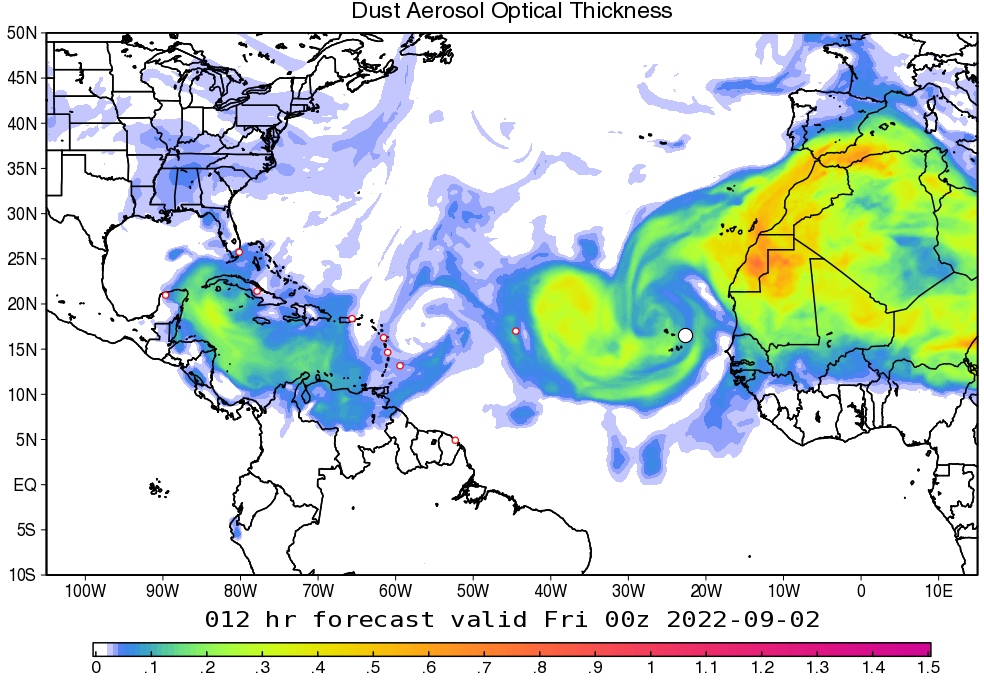 Dust Aerosol Optical Thickness
50N
45N
40N
35N
30N
25N
20N
15N
10N
5N
EQ
5S
10S
100W 90W 80W 70W 60W 50W 40W 30W 20W 10W 0 10E
012 hr forecast valid Fri 00z 2022-09-02
0 .1 .2 .3 .4 .5 .6 .7 .8 .9 1 1.1 1.2 1.3 1.4 1.5